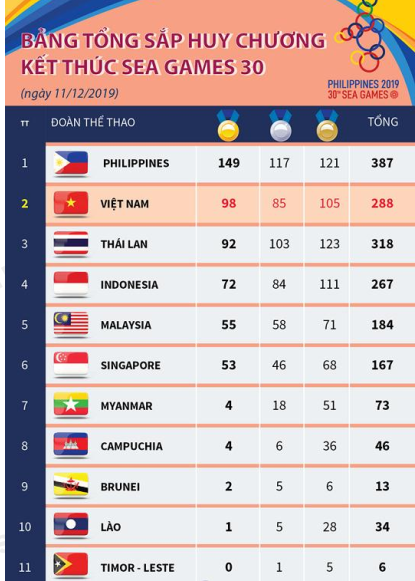 BẢNG TỔNG SẮP HUY CHƯƠNG
KẾT THÚC SEA GAMES 30
(ngày 11/12/2019)
PHILIPPINES 2019
30TH SEA GAMES
TT ĐOÀN THỂ THAO TỔNG
1 PHILIPPINES 149 117 121 387
2 VIỆT NAM 98 85 105 288
3 THÁI LAN 92 103 123 318
4 INDONESIA 72 84 111 267
5 MALAYSIA 55 58 71 184
6 SINGAPORE 53 46 68 167
7 MYANMAR 4 18 51 73
8 CAMPUCHIA 4 6 36 46
9 BRUNEI 2 5 6 13
10 LÀO 1 5 28 34
11 TIMOR - LESTE 0 1 5 6